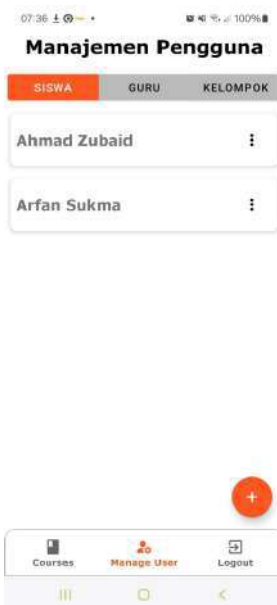 07:36 100%
Manajemen Pengguna
SISWA GURU KELOMPOK
Ahmad Zubaid
Arfan Sukma
Courses Manage User Logout